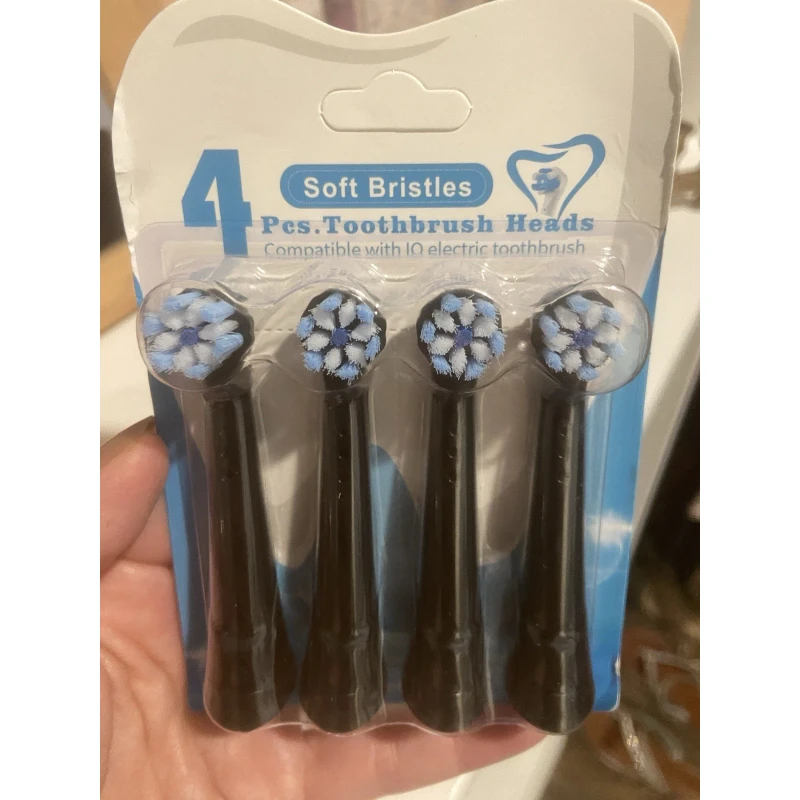 4
Soft Bristles
Pcs.Toothbrush Heads
Compatible with IO electric toothbrush